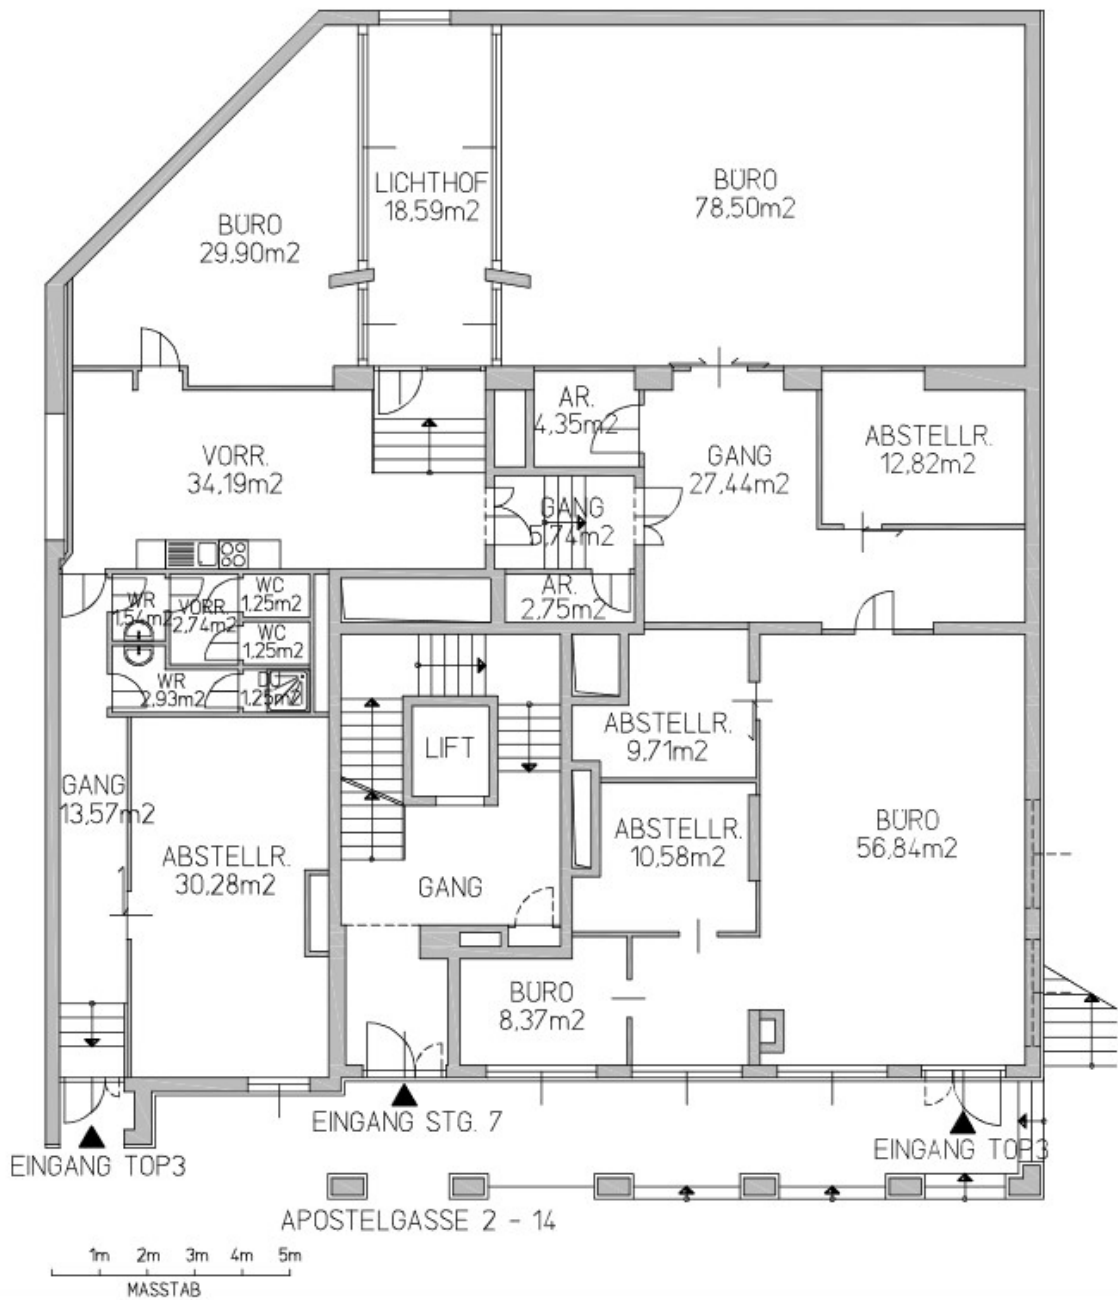 LICHTHOF
18,59m2
BÜRO
78,50m2
BÜRO
29,90m2
AR.
4,35m2
VORR.
34,19m2
GANG
27,44m2
ABSTELLR.
12,82m2
GANG
5,74m2
AR.
2,75m2
WR
1,54m2
VORR.
2,74m2
WC
1,25m2
WC
1,25m2
WR
2,93m2
DU
1,25m2
LIFT
ABSTELLR.
9,71m2
GANG
13,57m2
ABSTELLR.
30,28m2
GANG
ABSTELLR.
10,58m2
BÜRO
56,84m2
BÜRO
8,37m2
EINGANG TOP3
EINGANG STG. 7
EINGANG TOP3
APOSTELGASSE 2 - 14
1m 2m 3m 4m 5m
MASSTAB